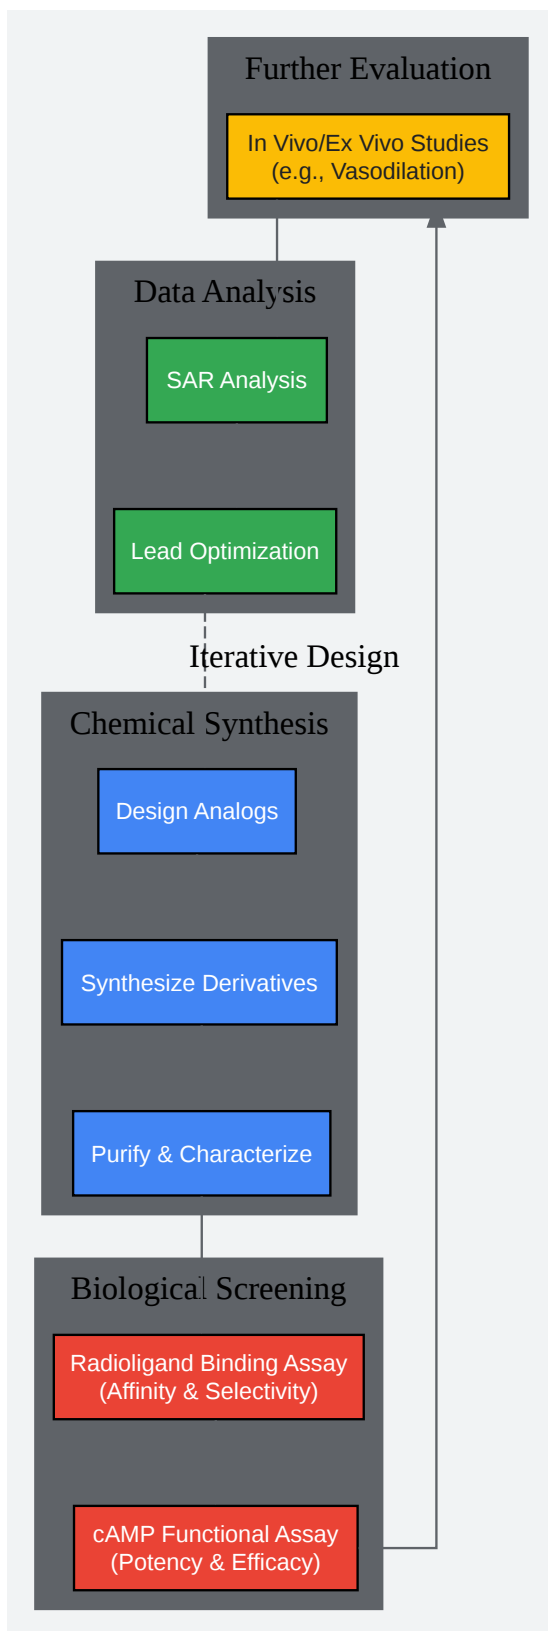 Further Evaluation
In Vivo/Ex Vivo Studies
(e.g., Vasodilation)
Data Analysis
SAR Analysis
Lead Optimization
Iterative Design
Chemical Synthesis
Design Analogs
Synthesize Derivatives
Purify & Characterize
Biological Screening
Radioligand Binding Assay
(Affinity & Selectivity)
cAMP Functional Assay
(Potency & Efficacy)